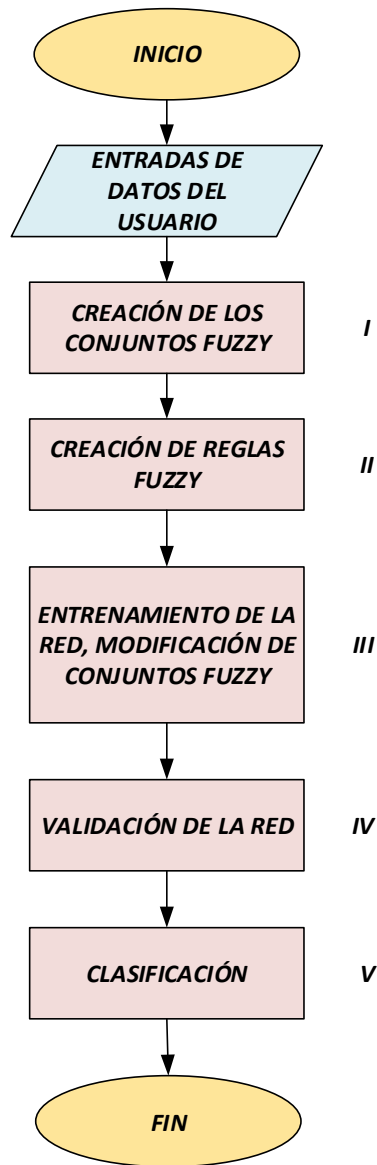 INICIO
ENTRADAS DE
DATOS DEL
USUARIO
CREACIÓN DE LOS
CONJUNTOS FUZZY
I
CREACIÓN DE REGLAS
FUZZY
II
ENTRENAMIENTO DE LA
RED, MODIFICACIÓN DE
CONJUNTOS FUZZY
III
VALIDACIÓN DE LA RED
IV
CLASIFICACIÓN
V
FIN